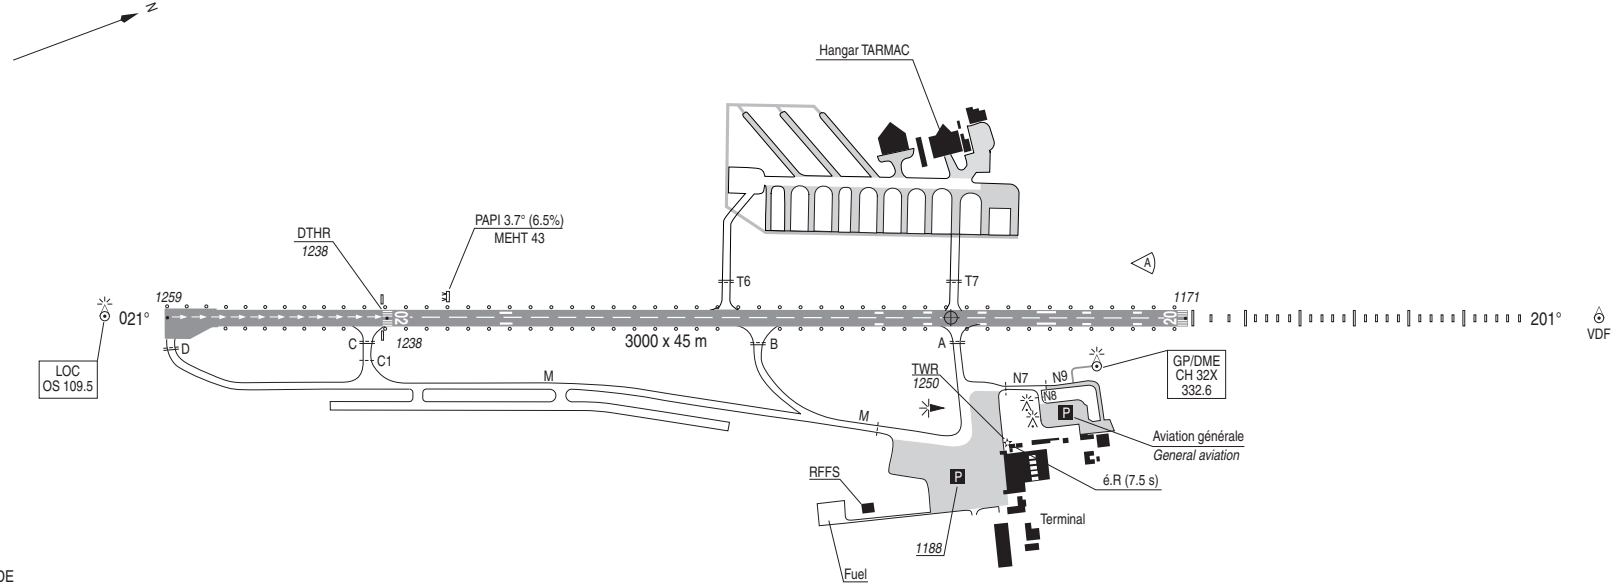 N
Hangar TARMAC
PAPI 3.7° (6.5%)
MEHT 43
DTHR
1238
A
T6
T7
1259
1171
021°
02
20
201°
VDF
1238
3000 x 45 m
D
C
C1
B
A
LOC
OS 109.5
M
TWR
1250
N7
N9
N8
GP/DME
CH 32X
332.6
P
M
Aviation générale
General aviation
RFFS
P
é.R (7.5 s)
Terminal
1188
Fuel
DE